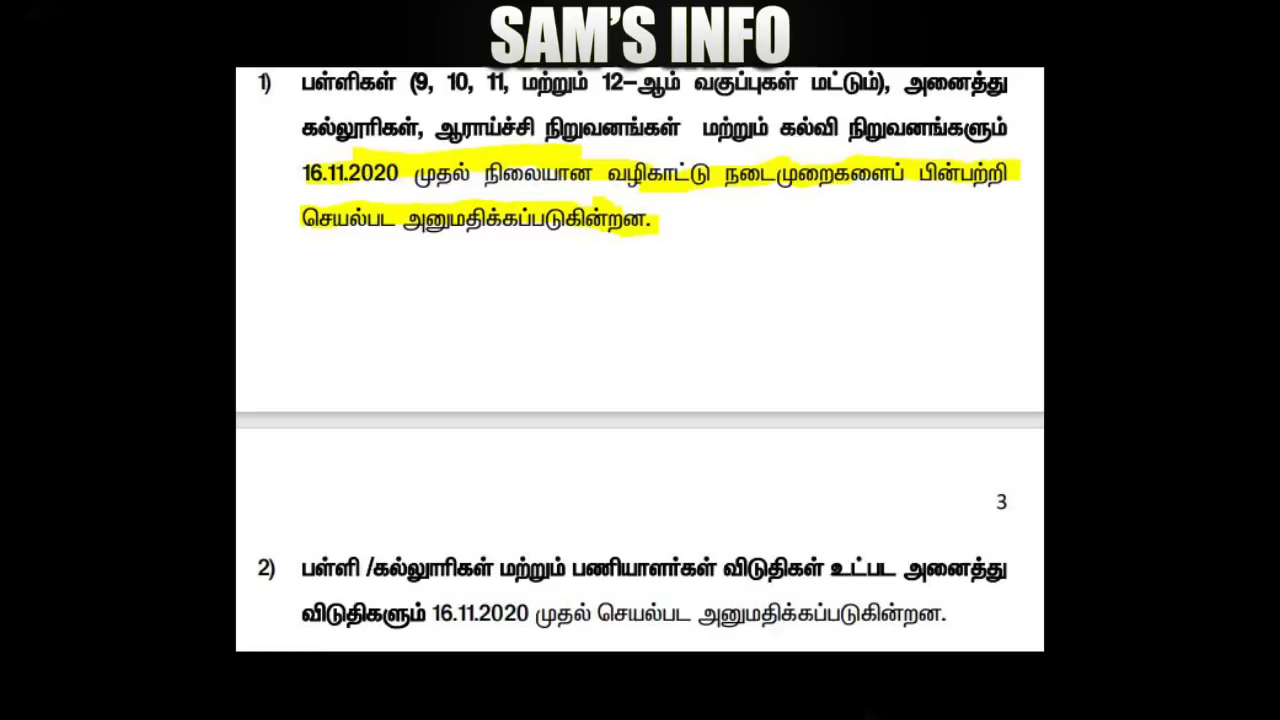 SAM'S INFO
1) பள்ளிகள் (9, 10, 11, மற்றும் 12–ஆம் வகுப்புகள் மட்டும்), அனைத்து
கல்லூரிகள், ஆராய்ச்சி நிறுவனங்கள் மற்றும் கல்வி நிறுவனங்களும்
16.11.2020 முதல் நிலையான வழிகாட்டு நடைமுறைகளைப் பின்பற்றி
செயல்பட அனுமதிக்கப்படுகின்றன.
3
2) பள்ளி /கல்லூரிகள் மற்றும் பணியாளர்கள் விடுதிகள் உட்பட அனைத்து
விடுதிகளும் 16.11.2020 முதல் செயல்பட அனுமதிக்கப்படுகின்றன.